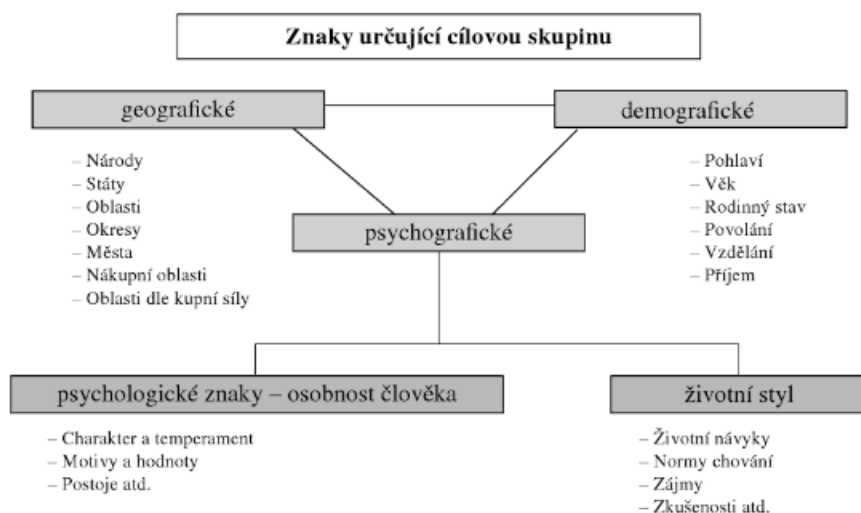 Znaky určující cílovou skupinu
geografické
demografické
– Národy
– Státy
– Oblasti
– Okresy
– Města
– Nákupní oblasti
– Oblasti dle kupní síly
– Pohlaví
– Věk
– Rodinný stav
– Povolání
– Vzdělání
– Příjem
psychografické
psychologické znaky – osobnost člověka
– Charakter a temperament
– Motivy a hodnoty
– Postoje atd.
životní styl
– Životní návyky
– Normy chování
– Zájmy
– Zkušenosti atd.